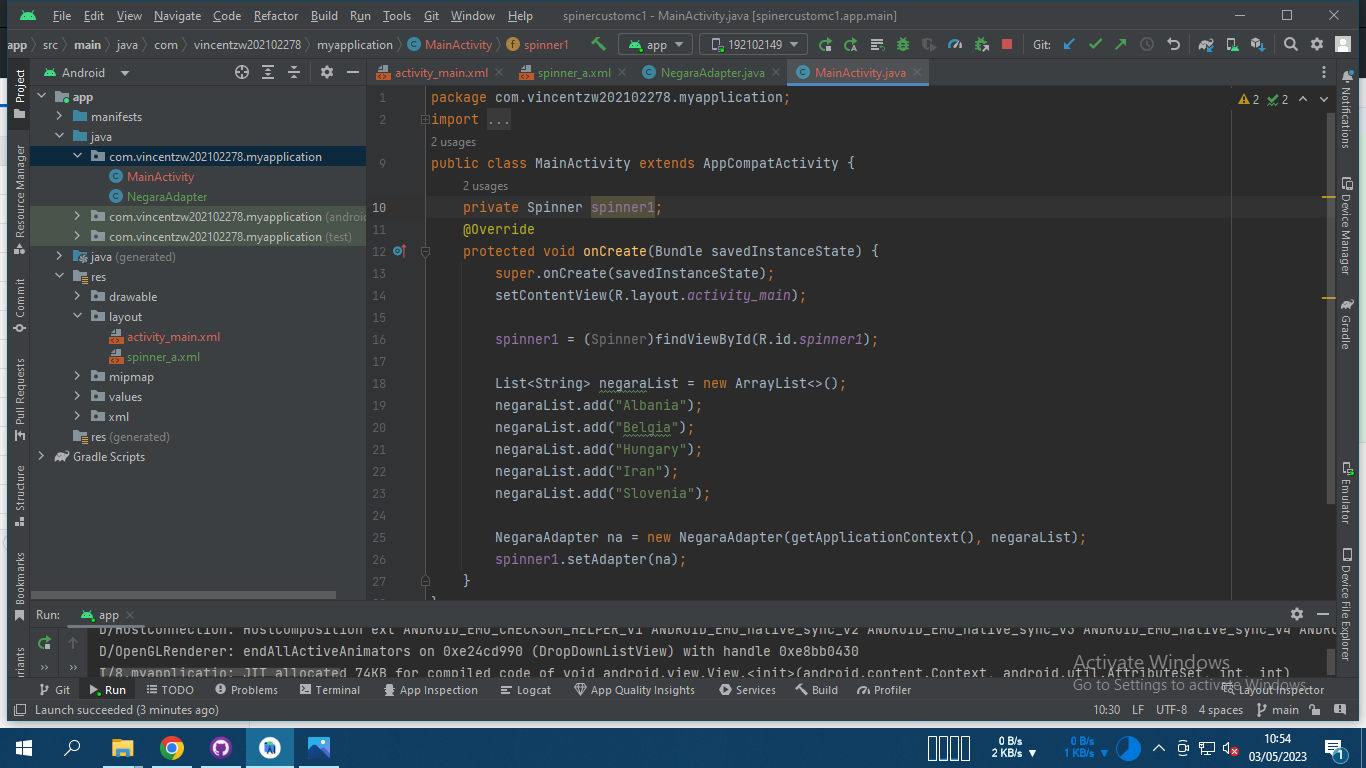 File Edit View Navigate Code Refactor Build Run Tools Git Window Help spinercustomc1 - MainActivity.java [spinercustomc1.app.main]
app src main java com vincentzw202102278 myapplication MainActivity spinner1 app 192102149 Git:
Android activity_main.xml spinner_a.xml NegaraAdapter.java MainActivity.java
app
manifests
java
com.vincentzw202102278.myapplication
MainActivity
NegaraAdapter
com.vincentzw202102278.myapplication (androi
com.vincentzw202102278.myapplication (test)
java (generated)
res
drawable
layout
activity_main.xml
spinner_a.xml
mipmap
values
xml
res (generated)
Gradle Scripts
Project
Resource Manager
Commit
Pull Requests
Structure
Bookmarks
riants
1 package com.vincentzw202102278.myapplication;
2 import ...
2 usages
9 public class MainActivity extends AppCompatActivity {
2 usages
10 private Spinner spinner1;
11 @Override
12 protected void onCreate(Bundle savedInstanceState) {
13 super.onCreate(savedInstanceState);
14 setContentView(R.layout.activity_main);
15
16 spinner1 = (Spinner)findViewById(R.id.spinner1);
17
18 List<String> negaraList = new ArrayList<>();
19 negaraList.add("Albania");
20 negaraList.add("Belgia");
21 negaraList.add("Hungary");
22 negaraList.add("Iran");
23 negaraList.add("Slovenia");
24
25 NegaraAdapter na = new NegaraAdapter(getApplicationContext(), negaraList);
26 spinner1.setAdapter(na);
27 }
2 2
Notifications
Device Manager
Gradle
Emulator
Device File Explorer
Run: app
D/HostConnection: HostComposition ext ANDROID_EMU_CHECKSUM_HELPER_v1 ANDROID_EMU_native_sync_v2 ANDROID_EMU_native_sync_v3 ANDROID_EMU_native_sync_v4 ANDRO
D/OpenGLRenderer: endAllActiveAnimators on 0xe24cd990 (DropDownListView) with handle 0xe8bb0430
I/8.myapplicatio: JIT allocated 74KB for compiled code of void android.view.View.<init>(android.content.Context, android.util.AttributeSet, int, int)
Activate Windows
Go to Settings to activate Windows.
Git Run TODO Problems Terminal App Inspection Logcat App Quality Insights Services Build Profiler Layout Inspector
Launch succeeded (3 minutes ago) 10:30 LF UTF-8 4 spaces main
0 B/s
2 KB/s
0 B/s
1 KB/s
10:54
03/05/2023
1